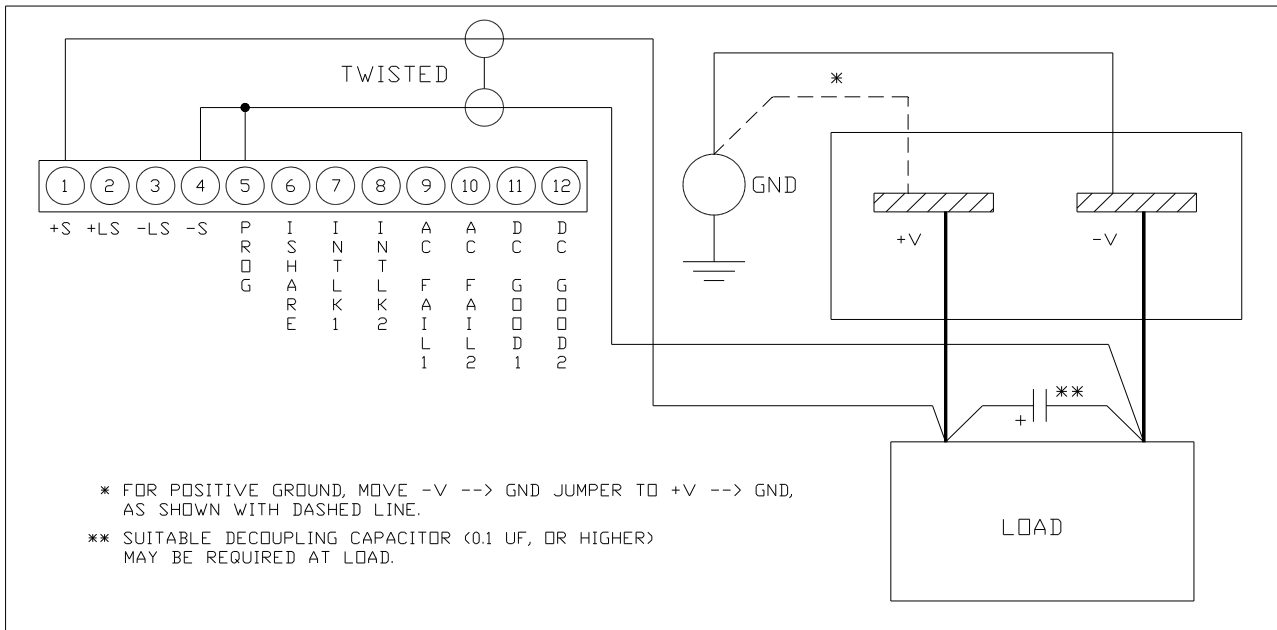 TWISTED
*
GND
1 2 3 4 5 6 7 8 9 10 11 12
+S +LS -LS -S PROG ISHARE INTLK1 INTLK2 AC FAIL1 AC FAIL2 DC GOOD1 DC GOOD2
+V -V
+ **
* FOR POSITIVE GROUND, MOVE -V --> GND JUMPER TO +V --> GND,
AS SHOWN WITH DASHED LINE.
** SUITABLE DECOUPLING CAPACITOR (0.1 UF, OR HIGHER)
MAY BE REQUIRED AT LOAD.
LOAD